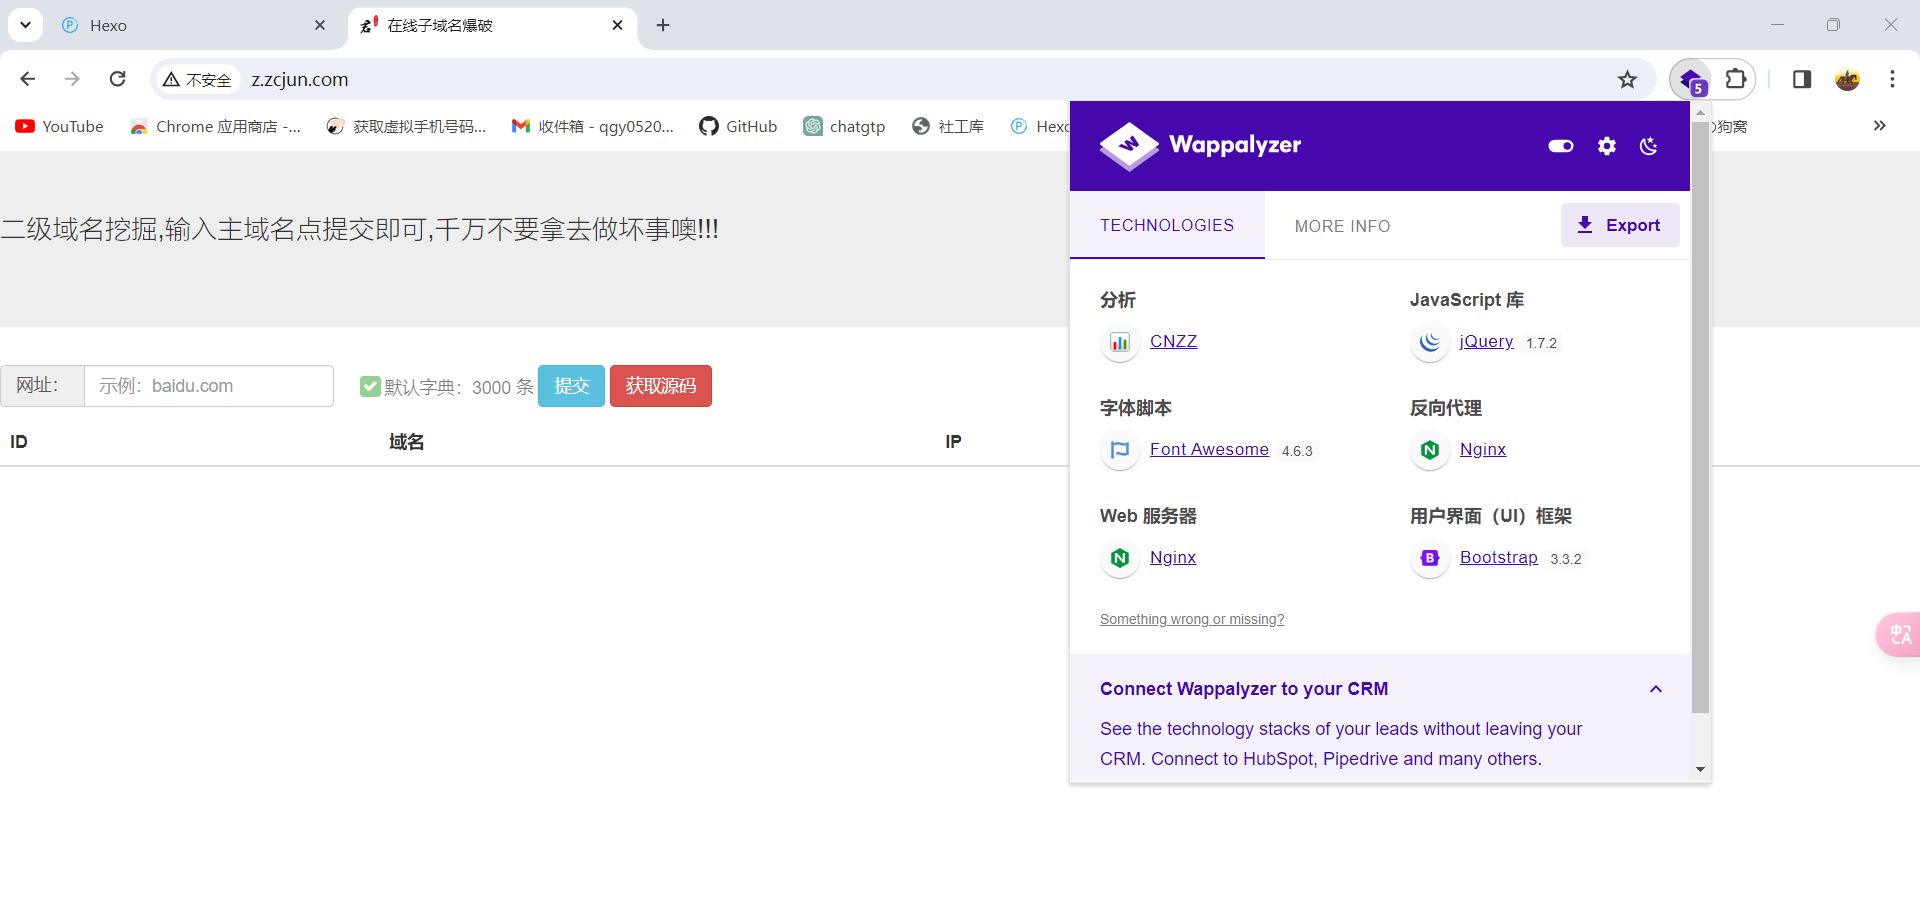 Hexo
在线子域名爆破
不安全
z.zcjun.com
5
YouTube
Chrome 应用商店 -...
获取虚拟手机号码...
收件箱 - qgy0520...
GitHub
chatgtp
社工库
Hexo
狗窝
二级域名挖掘,输入主域名点提交即可,千万不要拿去做坏事噢!!!
网址：
示例：baidu.com
默认字典：3000 条
提交
获取源码
ID
域名
IP
Wappalyzer
TECHNOLOGIES
MORE INFO
Export
分析
CNZZ
JavaScript 库
jQuery 1.7.2
字体脚本
Font Awesome 4.6.3
反向代理
Nginx
Web 服务器
Nginx
用户界面（UI）框架
Bootstrap 3.3.2
Something wrong or missing?
Connect Wappalyzer to your CRM
See the technology stacks of your leads without leaving your
CRM. Connect to HubSpot, Pipedrive and many others.